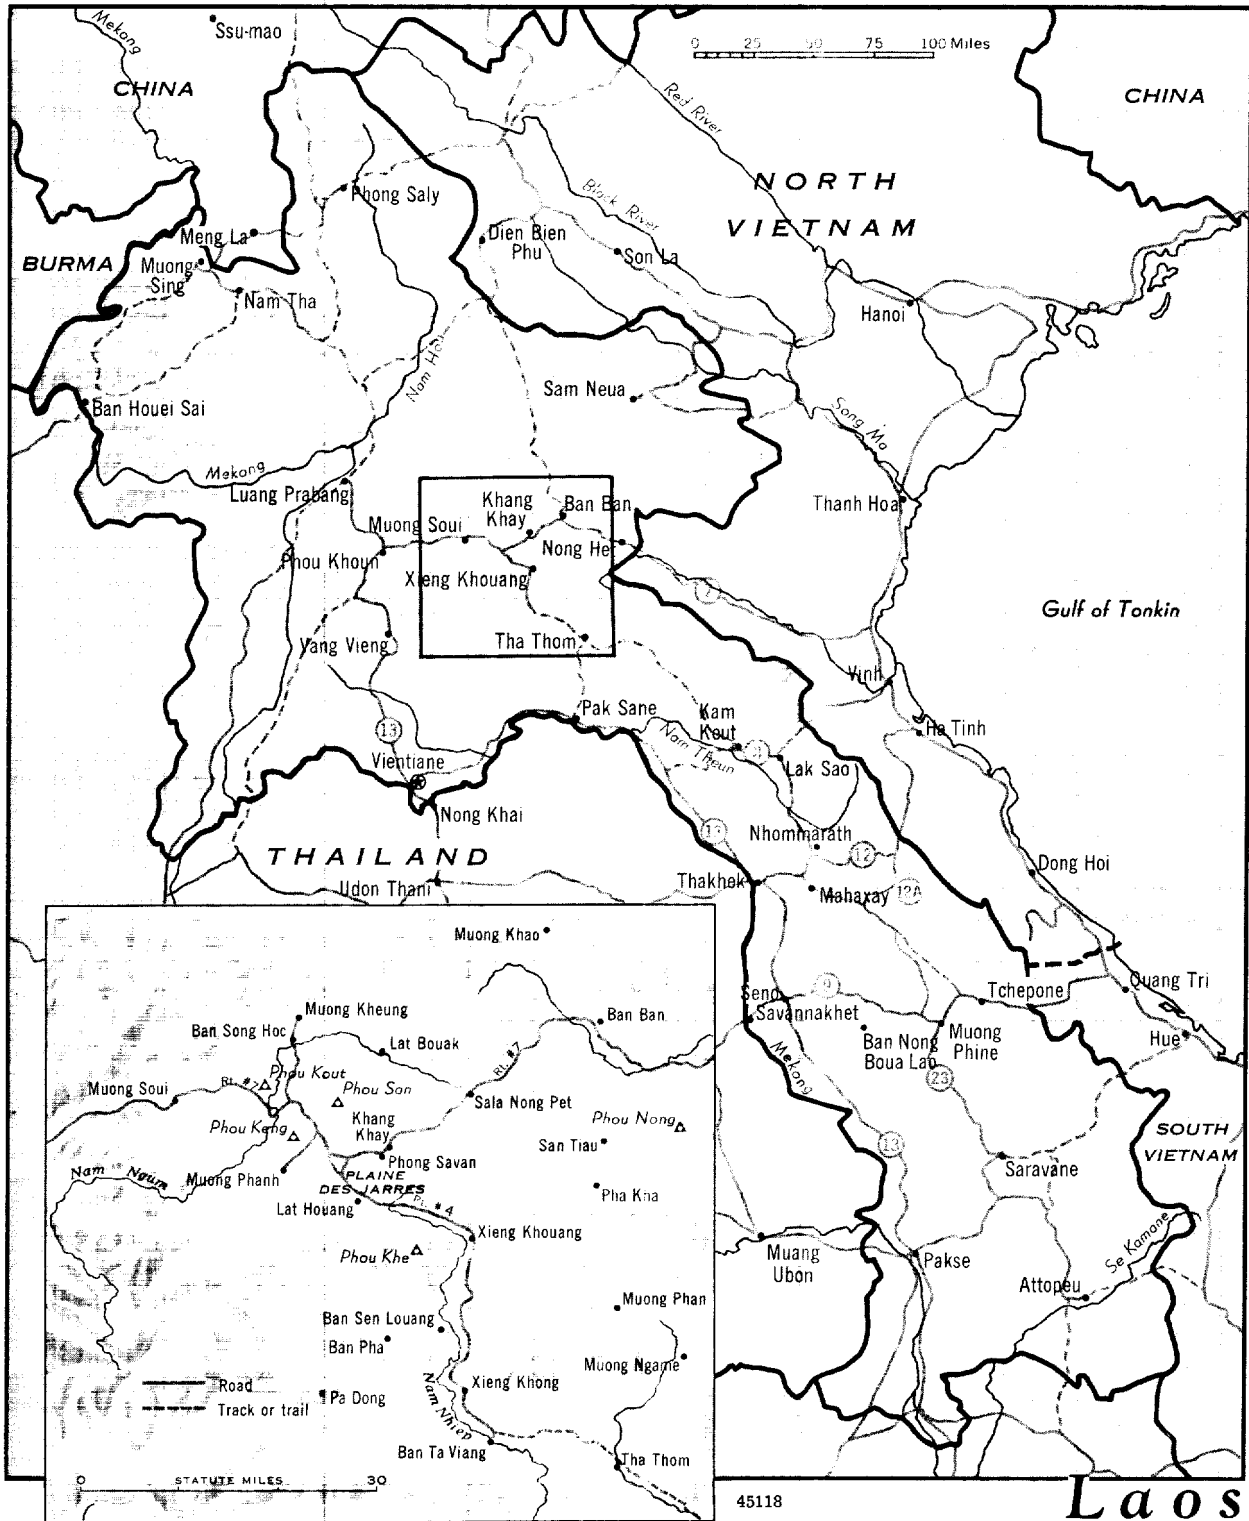 Mekong
Ssu-mao
0 25 50 75 100 Miles
CHINA
CHINA
Red River
NORTH
VIETNAM
Phong Saly
Black River
Meng La
Dien Bien
Phu
Son La
BURMA
Muong
Sing
Nam Tha
Hanoi
Nam Hou
Sam Neua
Ban Houei Sai
Song Ma
Mekong
Luang Prabang
Thanh Hoa
Khang
Khay
Ban Ban
Muong Soui
Nong Het
Phou Khoun
Xieng Khouang
7
Gulf of Tonkin
Tha Thom
Vang Vieng
Vinh
Pak Sane
Kam
Keut
Ha Tinh
13
Nam Theun
8
Vientiane
Lak Sao
Nong Khai
13
Nhommarath
THAILAND
12
Dong Hoi
Udon Thani
Thakhek
Mahaxay
12A
Muong Khao
Quang Tri
Seno
9
Tchepone
Savannakhet
Muong Kheung
Ban Ban
Ban Song Hoc
Lat Bouak
Ban Nong
Boua Lao
Muong
Phine
Hue
Mekong
RT. #7
Phou Kout
23
Muong Soui
RT. #7
Phou San
Sala Nong Pet
Phou Keng
Khang
Khay
Phou Nong
13
SOUTH
VIETNAM
San Tiau
Phong Savan
Saravane
Nam Ngum
Muong Phanh
PLAINE
DES JARRES
Pha Kha
Lat Houang
RT. #4
Xieng Khouang
Se Kamane
Phou Khe
Muang
Ubon
Pakse
Attopeu
Muong Phan
Ban Sen Louang
Ban Pha
Muong Ngame
Road
Xieng Khong
Track or trail
Pa Dong
Nam Nhiep
Ban Ta Viang
Tha Thom
0 STATUTE MILES 30
45118
Laos